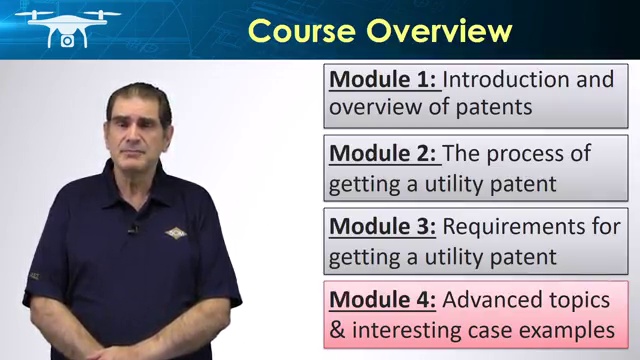 Course Overview
Module 1: Introduction and
overview of patents
Module 2: The process of
getting a utility patent
Module 3: Requirements for
getting a utility patent
Module 4: Advanced topics
& interesting case examples